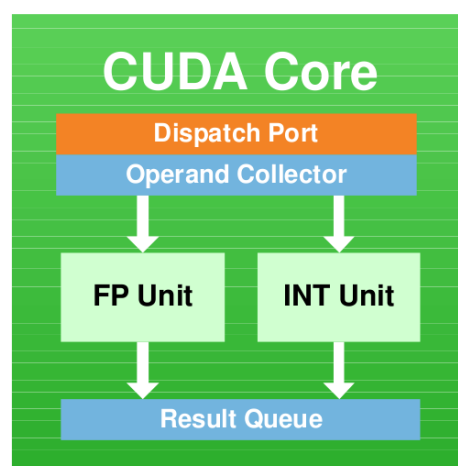 CUDA Core
Dispatch Port
Operand Collector
FP Unit
INT Unit
Result Queue